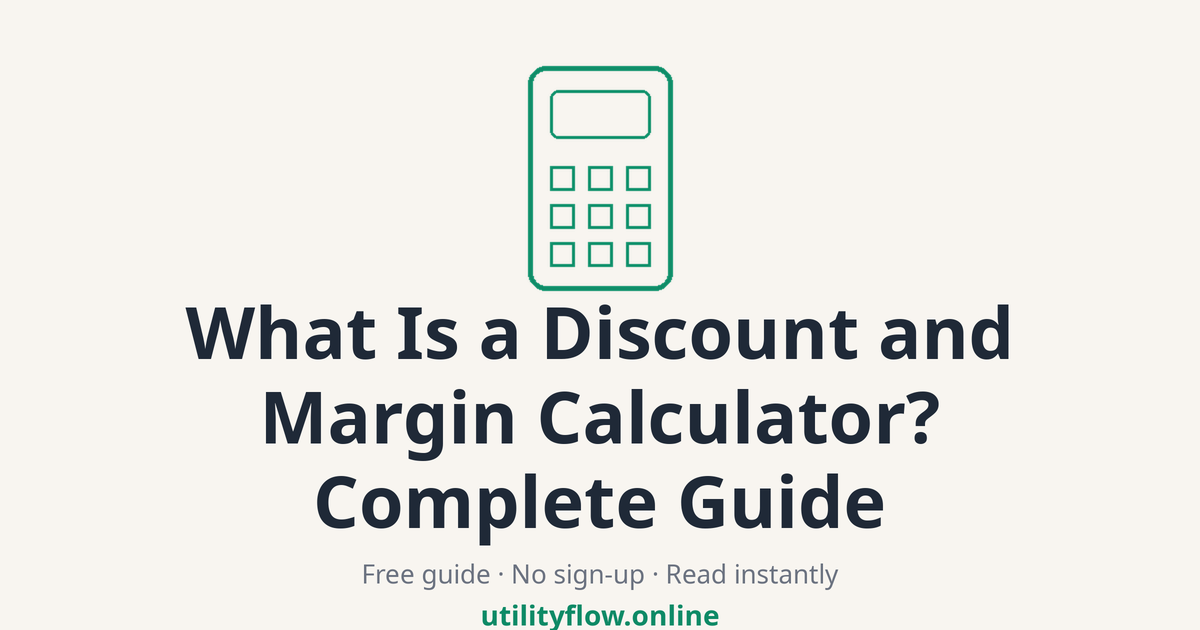 What Is a Discount and
Margin Calculator?
Complete Guide
Free guide · No sign-up · Read instantly
utilityflow.online